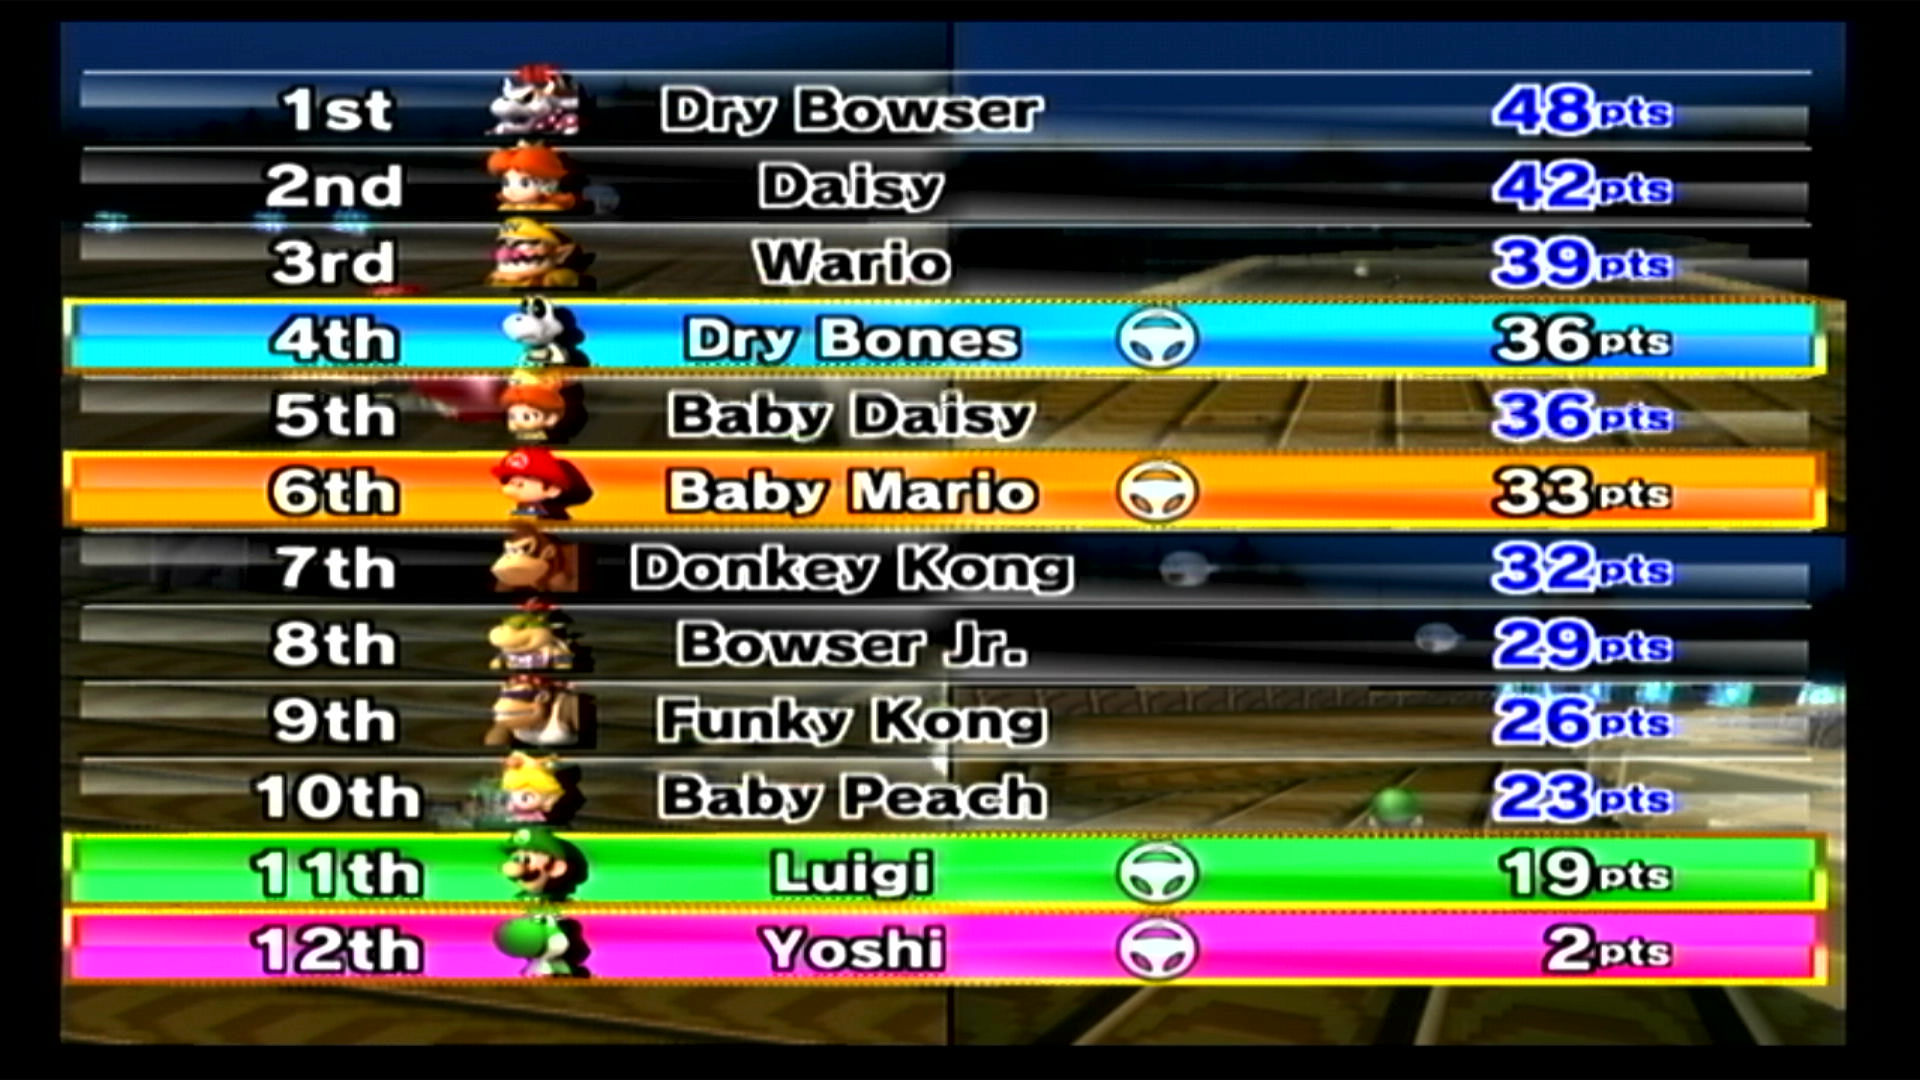 1st Dry Bowser 48pts
2nd Daisy 42pts
3rd Wario 39pts
4th Dry Bones 36pts
5th Baby Daisy 36pts
6th Baby Mario 33pts
7th Donkey Kong 32pts
8th Bowser Jr. 29pts
9th Funky Kong 26pts
10th Baby Peach 23pts
11th Luigi 19pts
12th Yoshi 2pts